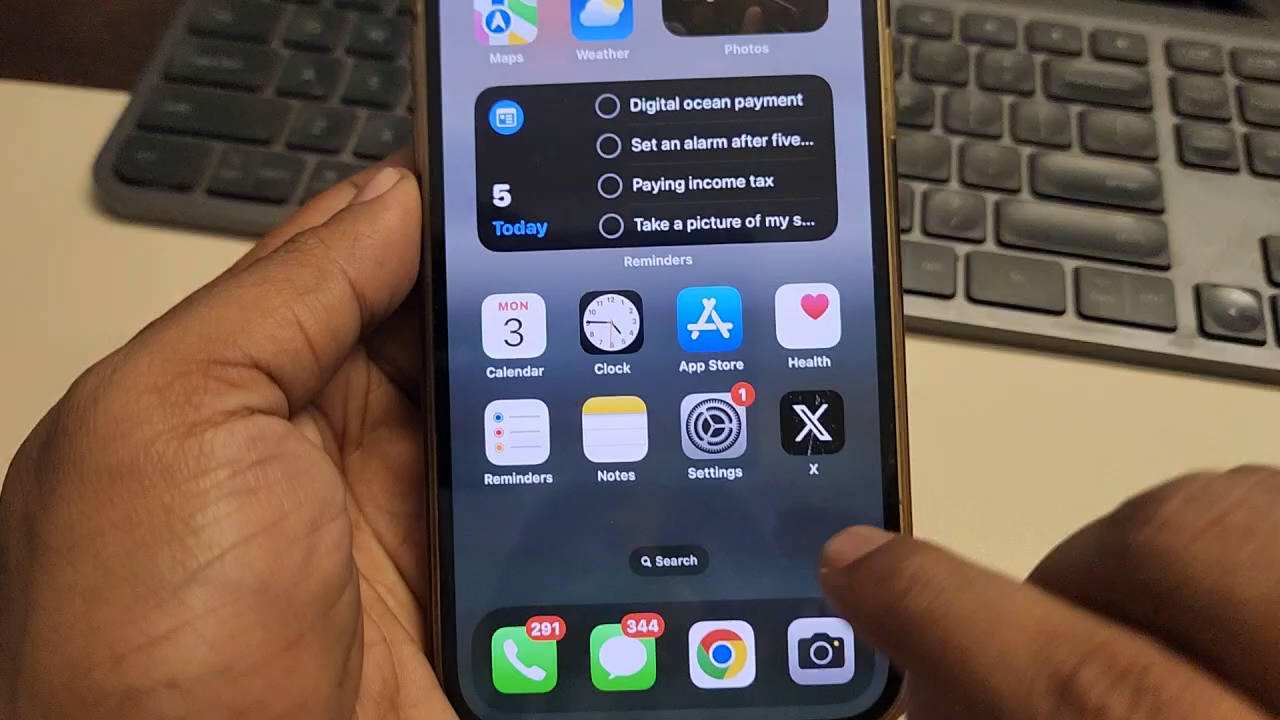 Maps
Weather
Photos
Digital ocean payment
Set an alarm after five...
5
Paying income tax
Today
Take a picture of my s...
Reminders
MON
3
Calendar
Clock
App Store
Health
1
Reminders
Notes
Settings
X
Search
291
344